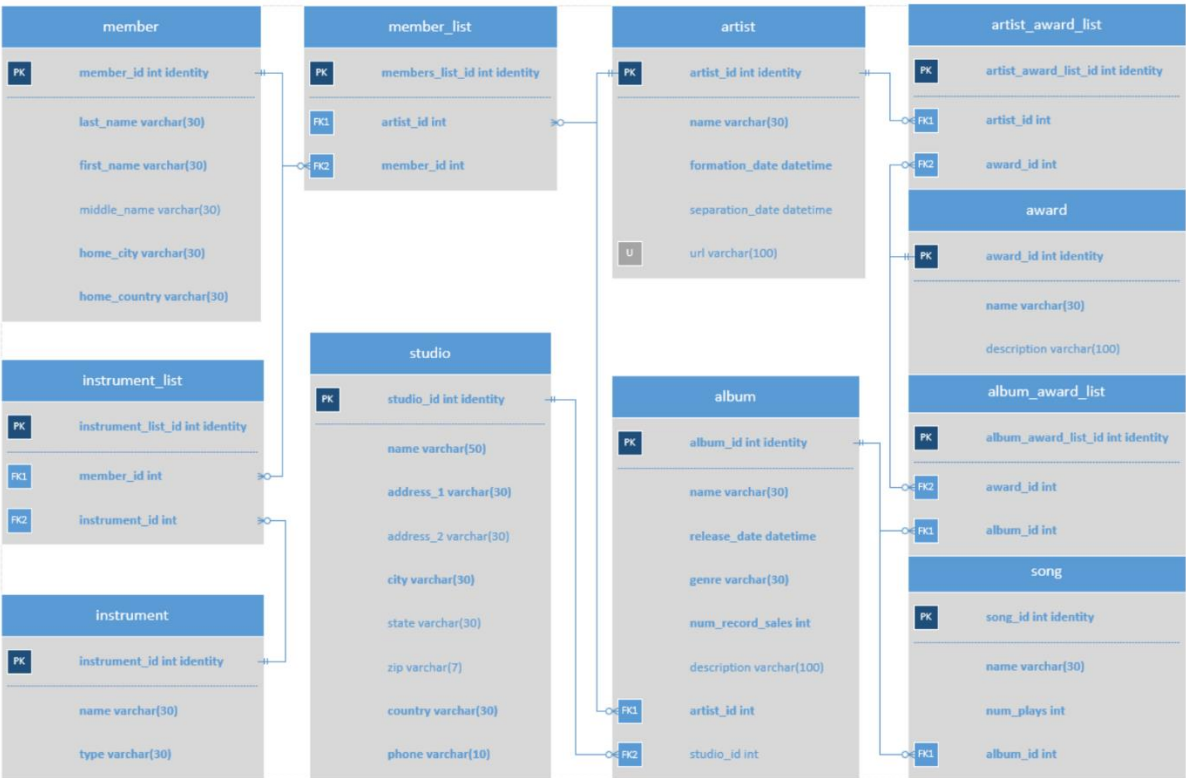 member
PK member_id int identity
last_name varchar(30)
first_name varchar(30)
middle_name varchar(30)
home_city varchar(30)
home_country varchar(30)
member_list
PK members_list_id int identity
FK1 artist_id int
FK2 member_id int
artist
PK artist_id int identity
name varchar(30)
formation_date datetime
separation_date datetime
U url varchar(100)
artist_award_list
PK artist_award_list_id int identity
FK1 artist_id int
FK2 award_id int
award
PK award_id int identity
name varchar(30)
description varchar(100)
instrument_list
PK instrument_list_id int identity
FK1 member_id int
FK2 instrument_id int
instrument
PK instrument_id int identity
name varchar(30)
type varchar(30)
studio
PK studio_id int identity
name varchar(50)
address_1 varchar(30)
address_2 varchar(30)
city varchar(30)
state varchar(30)
zip varchar(7)
country varchar(30)
phone varchar(10)
album
PK album_id int identity
name varchar(30)
release_date datetime
genre varchar(30)
num_record_sales int
description varchar(100)
FK1 artist_id int
FK2 studio_id int
album_award_list
PK album_award_list_id int identity
FK2 award_id int
FK1 album_id int
song
PK song_id int identity
name varchar(30)
num_plays int
FK1 album_id int